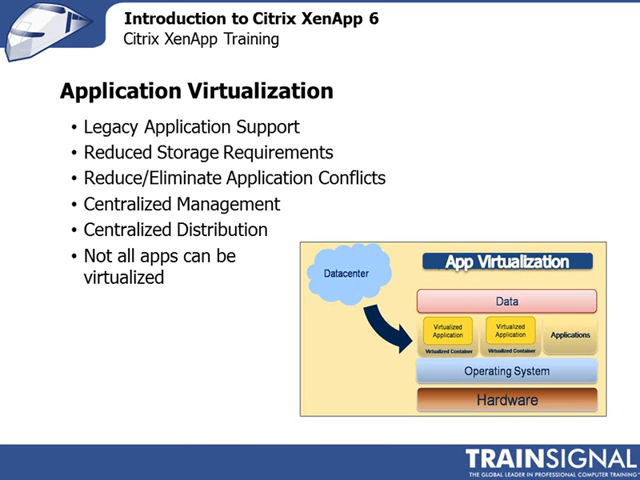 Introduction to Citrix XenApp 6
Citrix XenApp Training
Application Virtualization
• Legacy Application Support
• Reduced Storage Requirements
• Reduce/Eliminate Application Conflicts
• Centralized Management
• Centralized Distribution
• Not all apps can be
virtualized
Datacenter
App Virtualization
Data
Virtualized
Application
Virtualized Container
Virtualized
Application
Virtualized Container
Applications
Operating System
Hardware
TRAINSIGNAL
THE GLOBAL LEADER IN PROFESSIONAL COMPUTER TRAINING